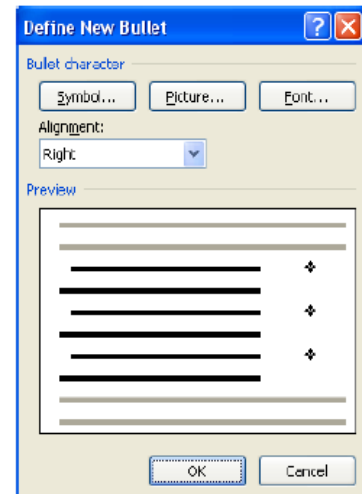 Define New Bullet
Bullet character
Symbol... Picture... Font...
Alignment:
Right
Preview
OK Cancel